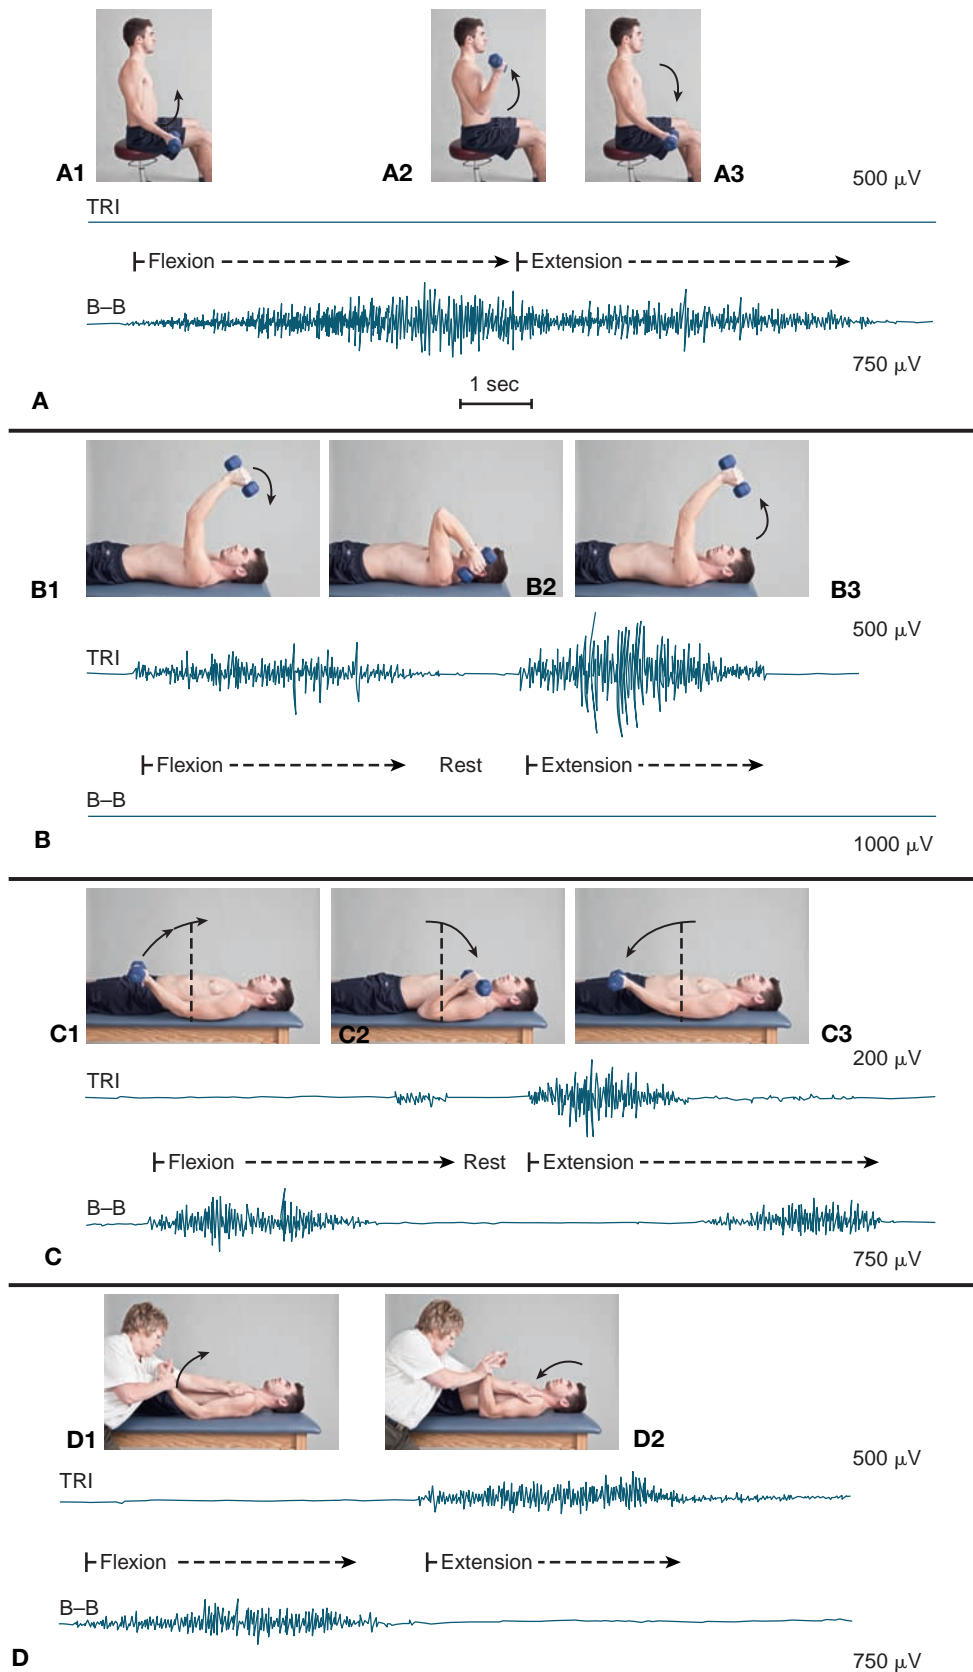 A1
A2
A3
500 µV
TRI
Flexion
Extension
B–B
750 µV
1 sec
A
B1
B2
B3
500 µV
TRI
Flexion
Rest
Extension
B–B
1000 µV
B
C1
C2
C3
200 µV
TRI
Flexion
Rest
Extension
B–B
750 µV
C
D1
D2
500 µV
TRI
Flexion
Extension
B–B
750 µV
D